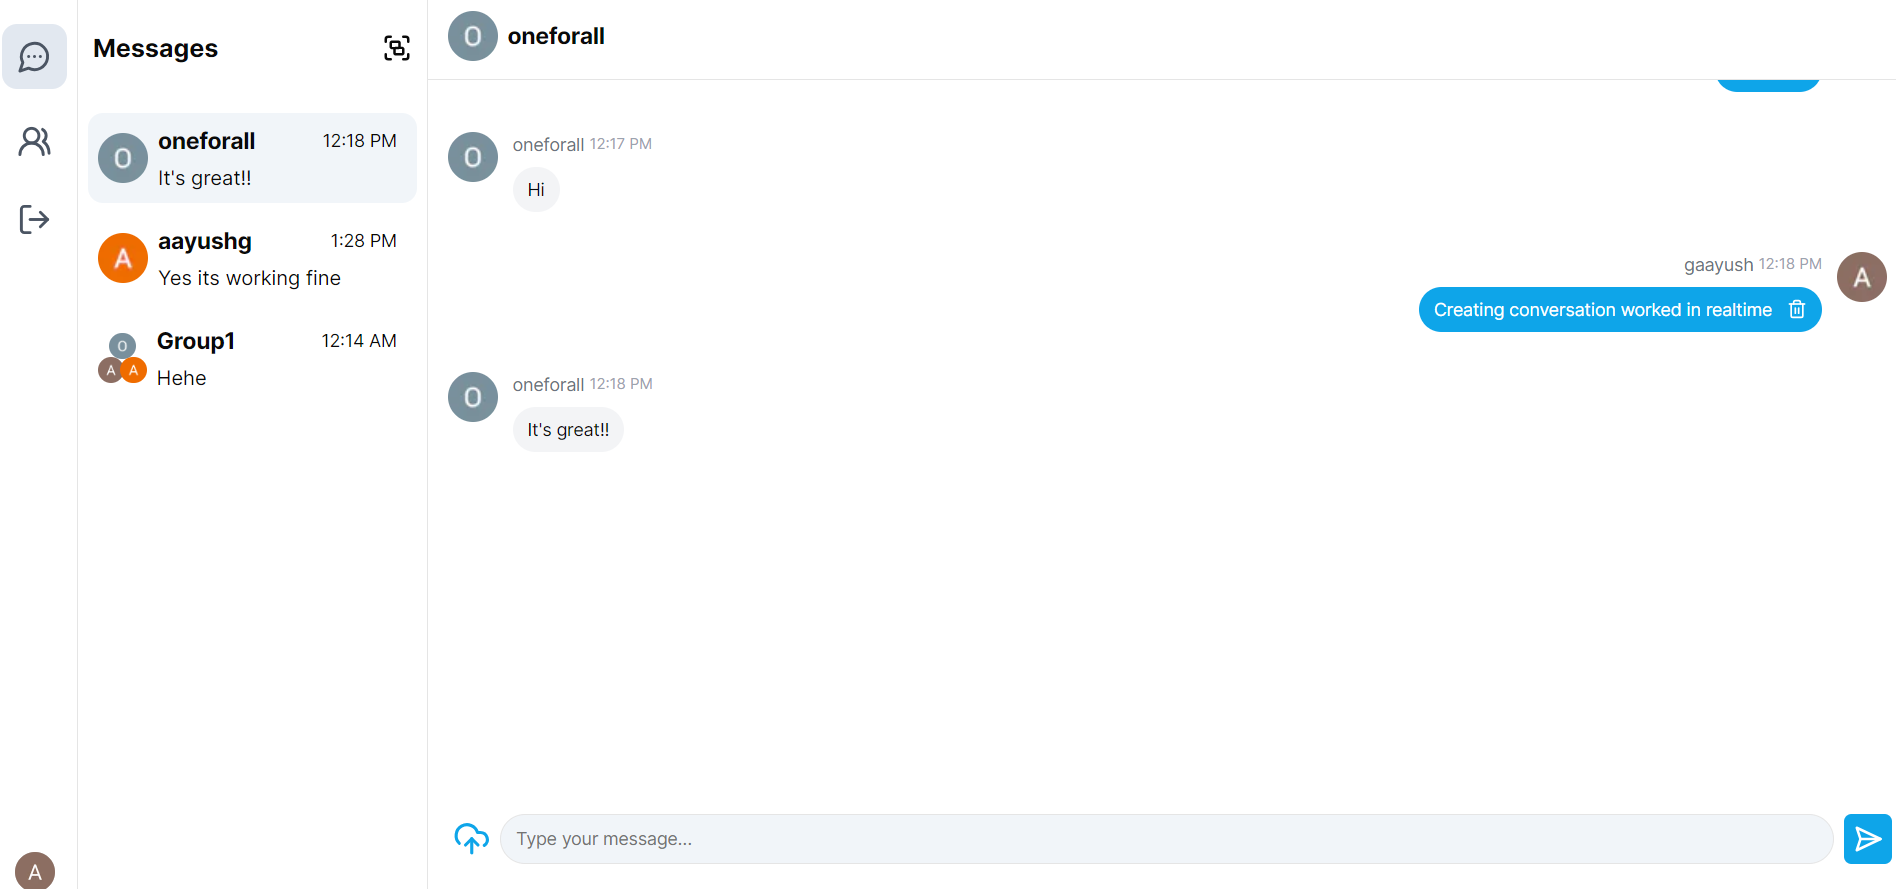 Messages
O oneforall 12:18 PM
It's great!!
A aayushg 1:28 PM
Yes its working fine
O
A A
Group1 12:14 AM
Hehe
A
O oneforall
O oneforall 12:17 PM
Hi
gaayush 12:18 PM A
Creating conversation worked in realtime
O oneforall 12:18 PM
It's great!!
Type your message...